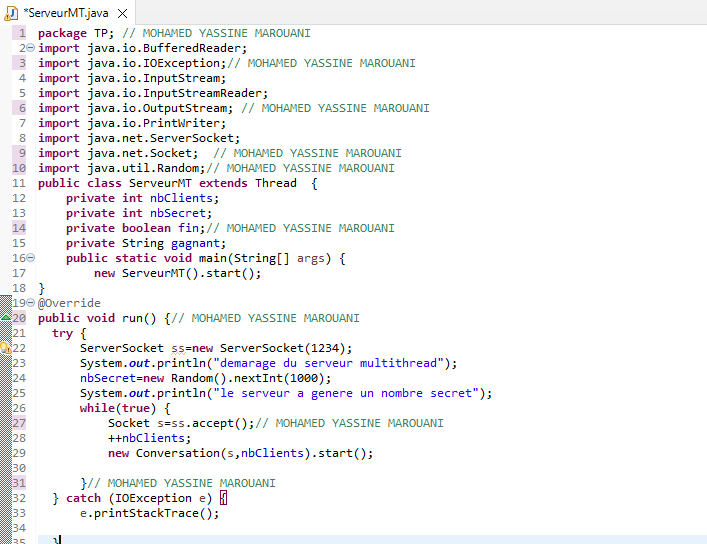 *ServeurMT.java
1 package TP; // MOHAMED YASSINE MAROUANI
2 import java.io.BufferedReader;
3 import java.io.IOException;// MOHAMED YASSINE MAROUANI
4 import java.io.InputStream;
5 import java.io.InputStreamReader;
6 import java.io.OutputStream; // MOHAMED YASSINE MAROUANI
7 import java.io.PrintWriter;
8 import java.net.ServerSocket;
9 import java.net.Socket;  // MOHAMED YASSINE MAROUANI
10 import java.util.Random;// MOHAMED YASSINE MAROUANI
11 public class ServeurMT extends Thread  {
12     private int nbClients;
13     private int nbSecret;
14     private boolean fin;// MOHAMED YASSINE MAROUANI
15     private String gagnant;
16     public static void main(String[] args) {
17         new ServeurMT().start();
18 }
19 @Override
20 public void run() {// MOHAMED YASSINE MAROUANI
21   try {
22       ServerSocket ss=new ServerSocket(1234);
23       System.out.println("demarage du serveur multithread");
24       nbSecret=new Random().nextInt(1000);
25       System.out.println("le serveur a genere un nombre secret");
26       while(true) {
27           Socket s=ss.accept();// MOHAMED YASSINE MAROUANI
28           ++nbClients;
29           new Conversation(s,nbClients).start();
30
31       }// MOHAMED YASSINE MAROUANI
32   } catch (IOException e) {
33       e.printStackTrace();
34
35   }